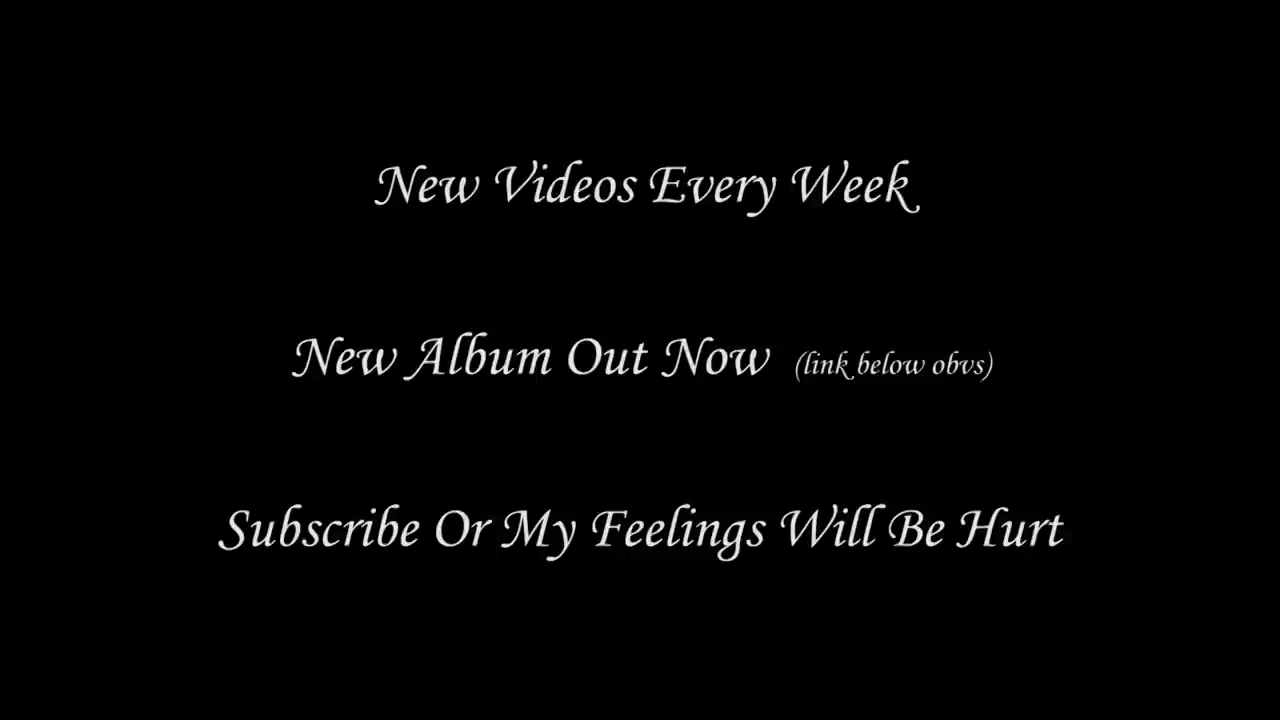 New Videos Every Week
New Album Out Now (link below obvs)
Subscribe Or My Feelings Will Be Hurt